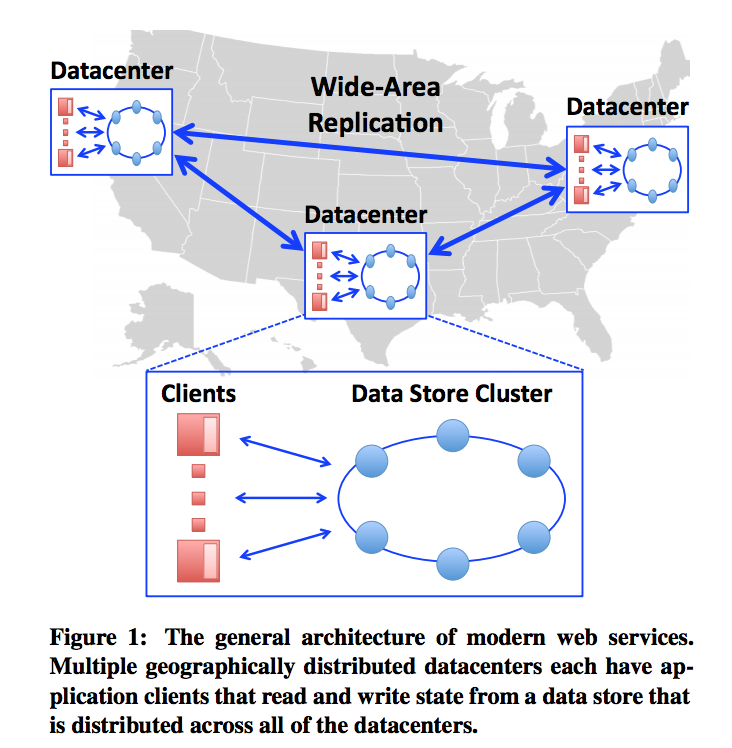 Datacenter
Wide-Area
Replication
Datacenter
Datacenter
Clients
Data Store Cluster
Figure 1: The general architecture of modern web services.
Multiple geographically distributed datacenters each have ap-
plication clients that read and write state from a data store that
is distributed across all of the datacenters.